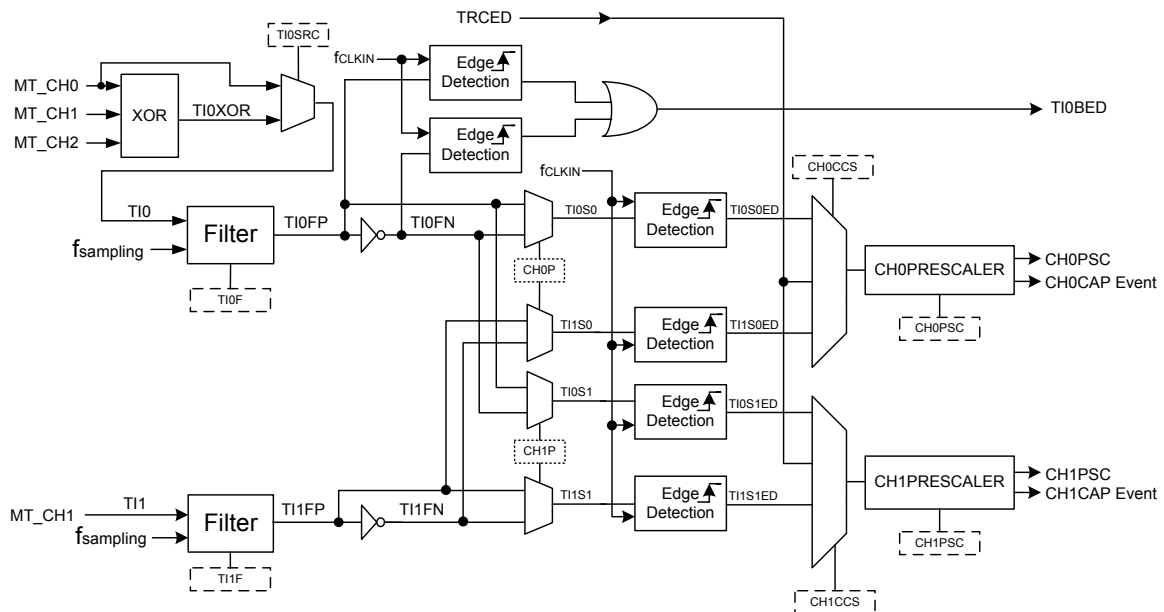 TRCED
TI0SRC
fCLKIN
Edge
Detection
MT_CH0
MT_CH1
MT_CH2
XOR
TI0XOR
TI0BED
Edge
Detection
fCLKIN
CH0CCS
TI0
fsampling
Filter
TI0FP
TI0FN
TI0S0
Edge
Detection
TI0S0ED
CH0PRESCALER
CH0PSC
CH0CAP Event
CH0P
TI0F
CH0PSC
TI1S0
Edge
Detection
TI1S0ED
TI0S1
Edge
Detection
TI0S1ED
CH1P
CH1PRESCALER
CH1PSC
CH1CAP Event
MT_CH1
TI1
fsampling
Filter
TI1FP
TI1FN
TI1S1
Edge
Detection
TI1S1ED
CH1PSC
TI1F
CH1CCS